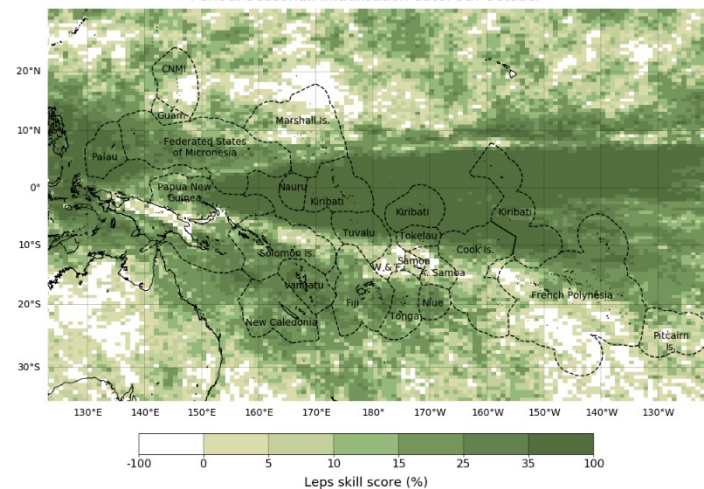 20°N
CNMI
Guam
10°N
Marshall Is.
Federated States
of Micronesia
Palau
0°
Papua New
Guinea
Nauru
Kiribati
Kiribati
Kiribati
Tuvalu
Tokelau
10°S
Solomon Is.
Cook Is.
Samoa
W & F
Samoa
Vanuatu
20°S
Fiji
Tonga
Niue
French Polynesia
New Caledonia
Pitcairn
Is.
30°S
130°E 140°E 150°E 160°E 170°E 180° 170°W 160°W 150°W 140°W 130°W
-100 0 5 10 15 25 35 100
Leps skill score (%)